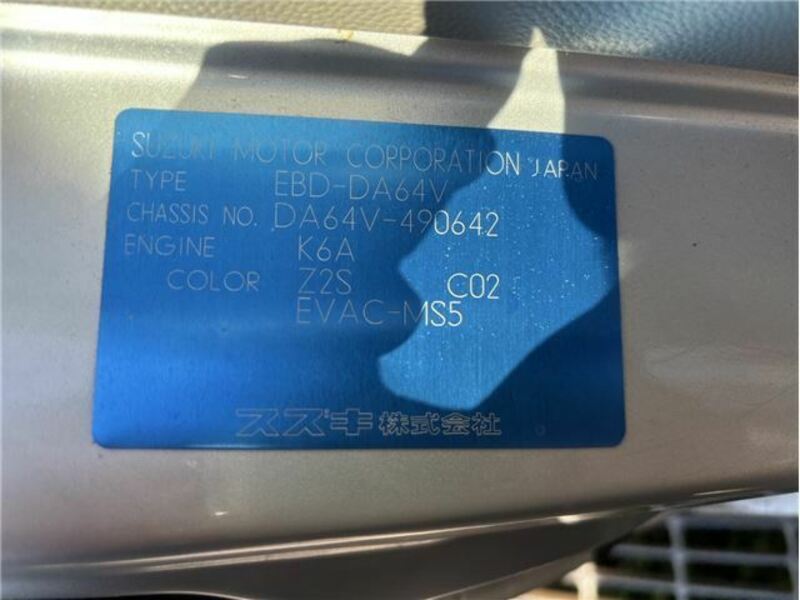 SUZUKI MOTOR CORPORATION JAPAN
TYPE EBD-DA64V
CHASSIS NO. DA64V-490642
ENGINE K6A
COLOR Z2S C02
EVAC-MS5
スズキ株式会社